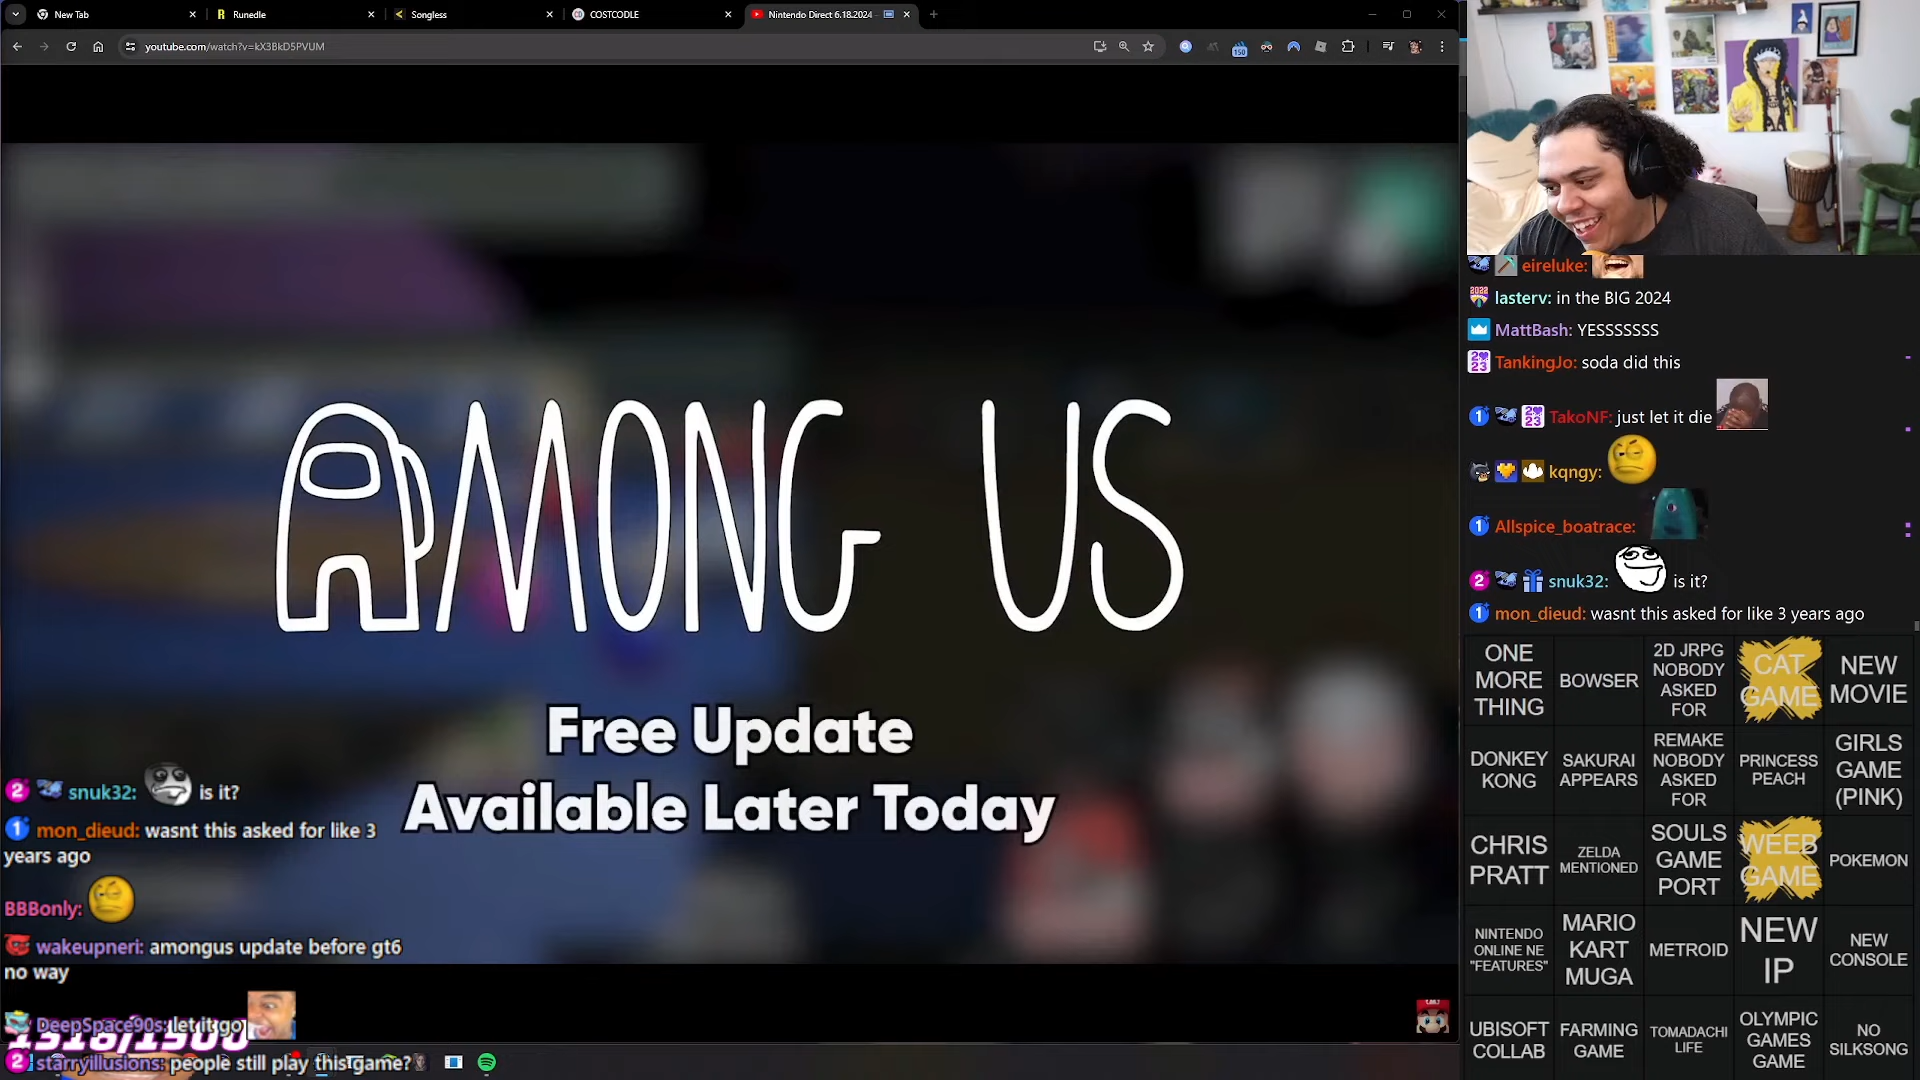 New Tab
Runedle
Songless
COSTCODLE
Nintendo Direct 6.18.2024
youtube.com/watch?v=kX3BkD5PVUM
150
AMONG US
Free Update
Available Later Today
snuk32: is it?
mon_dieud: wasnt this asked for like 3
years ago
BBBonly:
wakeupneri: amongus update before gt6
no way
DeepSpace90s: let it go
1318/1500
starryillusions: people still play this game?
eireluke:
lasterv: in the BIG 2024
MattBash: YESSSSSSS
TankingJo: soda did this
TakoNF: just let it die
kqngy:
Allspice_boatrace:
snuk32: is it?
mon_dieud: wasnt this asked for like 3 years ago
ONE
MORE
THING
BOWSER
2D JRPG
NOBODY
ASKED
FOR
CAT
GAME
NEW
MOVIE
DONKEY
KONG
SAKURAI
APPEARS
REMAKE
NOBODY
ASKED
FOR
PRINCESS
PEACH
GIRLS
GAME
(PINK)
CHRIS
PRATT
ZELDA
MENTIONED
SOULS
GAME
PORT
WEEB
GAME
POKEMON
NINTENDO
ONLINE NE
"FEATURES"
MARIO
KART
MUGA
METROID
NEW
IP
NEW
CONSOLE
UBISOFT
COLLAB
FARMING
GAME
TOMADACHI
LIFE
OLYMPIC
GAMES
GAME
NO
SILKSONG